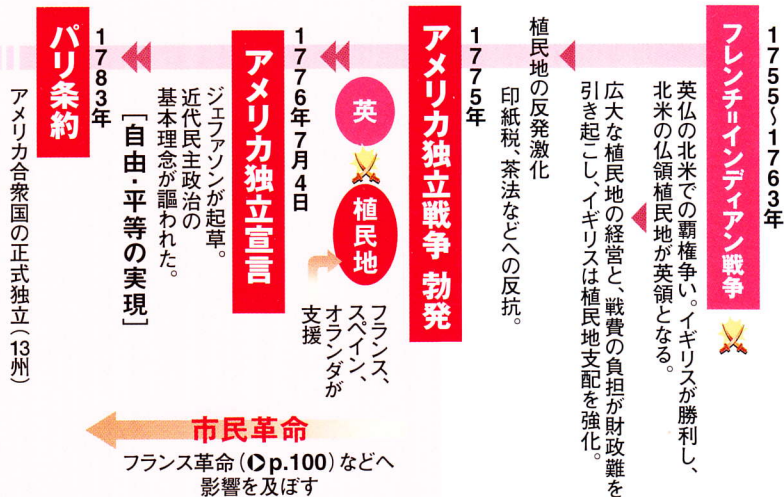 1755〜1763年
フレンチ=インディアン戦争
英仏の北米での覇権争い。イギリスが勝利し、
北米の仏領植民地が英領となる。
広大な植民地の経営と、戦費の負担が財政難を
引き起こし、イギリスは植民地支配を強化。
植民地の反発激化
印紙税、茶法などへの反抗。
1775年
アメリカ独立戦争 勃発
英
植民地
フランス、
スペイン、
オランダが
支援
1776年7月4日
アメリカ独立宣言
ジェファソンが起草。
近代民主政治の
基本理念が謳われた。
[自由・平等の実現]
1783年
パリ条約
アメリカ合衆国の正式独立(13州)
市民革命
フランス革命(▶p.100)などへ
影響を及ぼす